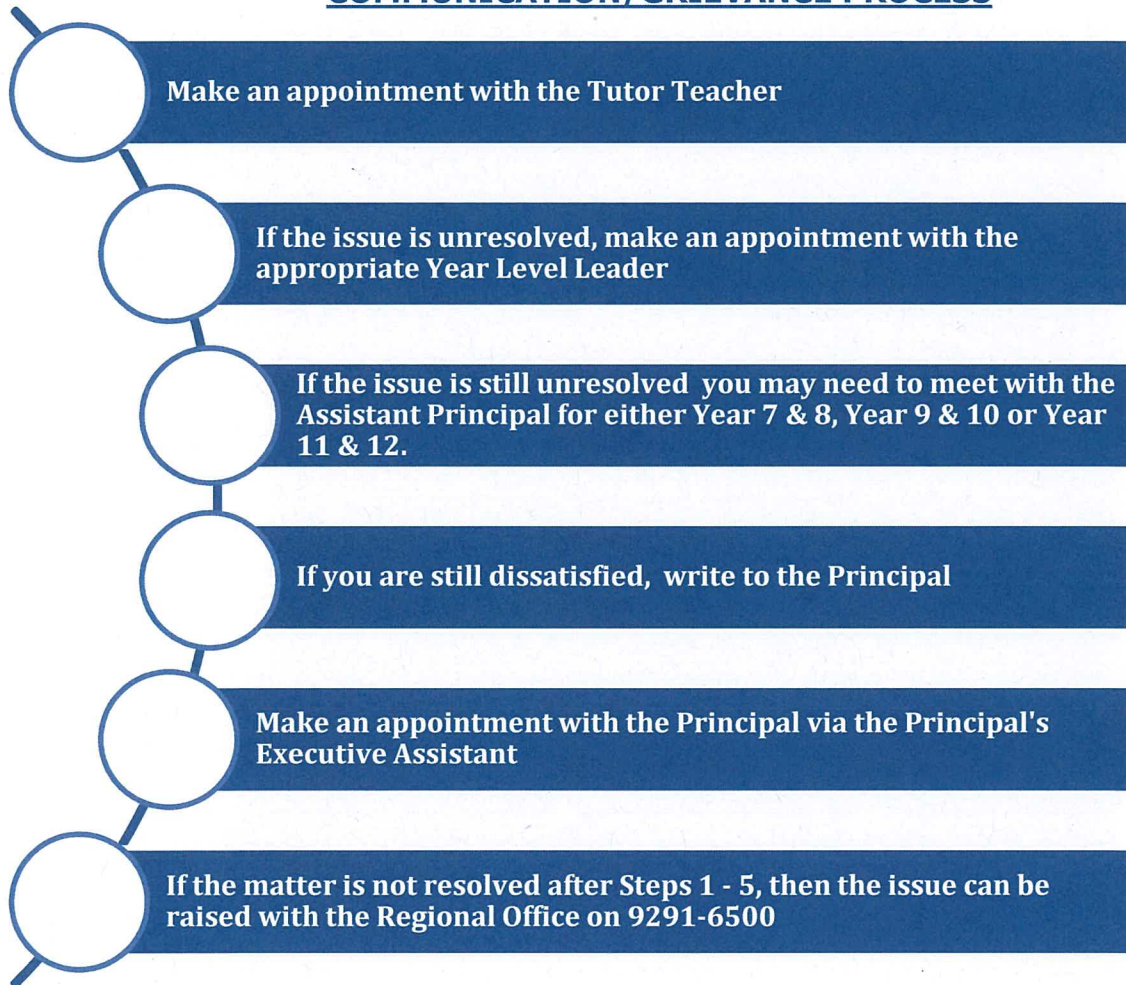 COMMUNICATION/GRIEVANCE PROCESS
Make an appointment with the Tutor Teacher
If the issue is unresolved, make an appointment with the
appropriate Year Level Leader
If the issue is still unresolved you may need to meet with the
Assistant Principal for either Year 7 & 8, Year 9 & 10 or Year
11 & 12.
If you are still dissatisfied, write to the Principal
Make an appointment with the Principal via the Principal's
Executive Assistant
If the matter is not resolved after Steps 1 - 5, then the issue can be
raised with the Regional Office on 9291-6500